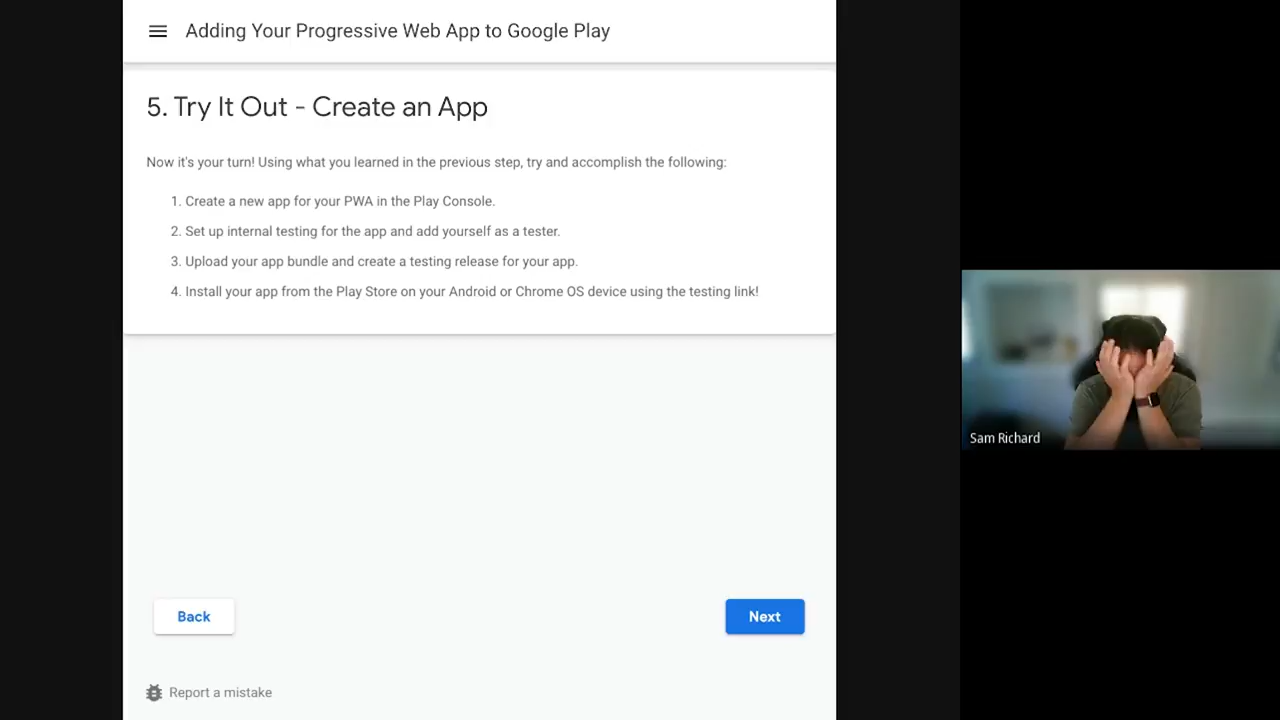 Adding Your Progressive Web App to Google Play
5. Try It Out - Create an App
Now it's your turn! Using what you learned in the previous step, try and accomplish the following:
1. Create a new app for your PWA in the Play Console.
2. Set up internal testing for the app and add yourself as a tester.
3. Upload your app bundle and create a testing release for your app.
4. Install your app from the Play Store on your Android or Chrome OS device using the testing link!
Sam Richard
Back
Next
Report a mistake